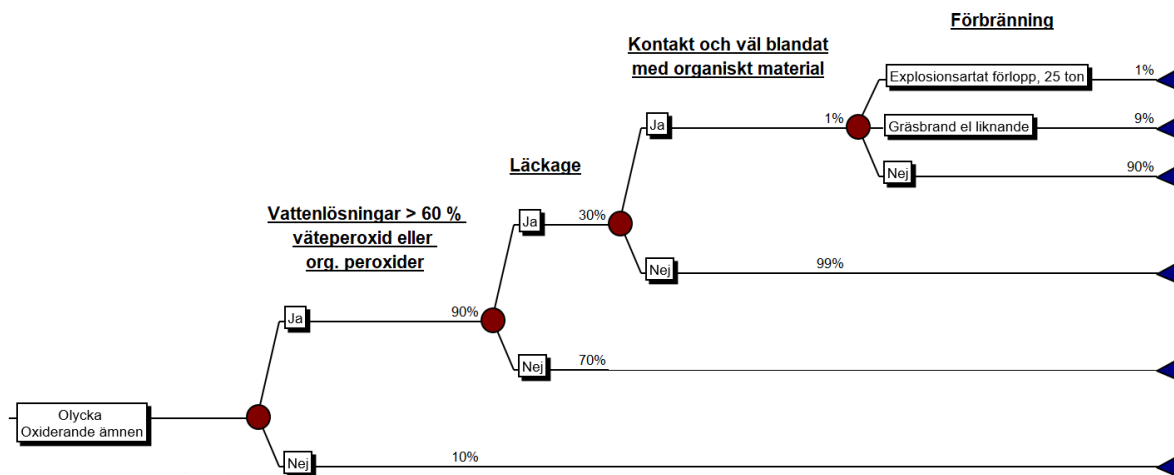 Förbränning
Kontakt och väl blandat
med organiskt material
Explosionsartat förlopp, 25 ton
1%
Ja
1%
Gräsbrand el liknande
9%
Läckage
Nej
90%
Vattenlösningar > 60 %
väteperoxid eller
org. peroxider
Ja
30%
Nej
99%
Ja
90%
Nej
70%
Olycka
Oxiderande ämnen
Nej
10%